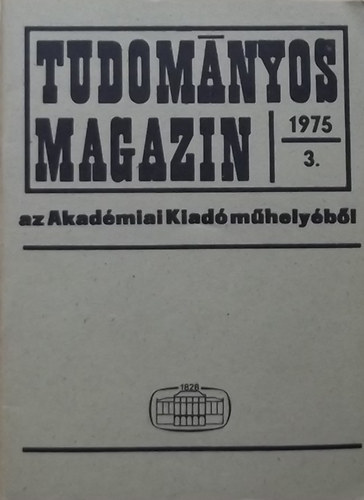 TUDOMÁNYOS
MAGAZIN
1975
3.
az Akadémiai Kiadó műhelyéből
1828